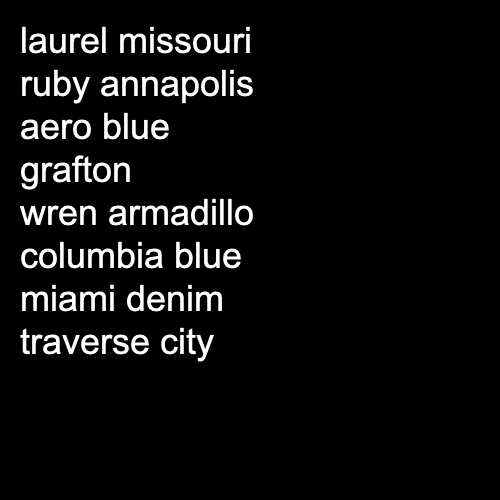 laurel missouri
ruby annapolis
aero blue
grafton
wren armadillo
columbia blue
miami denim
traverse city